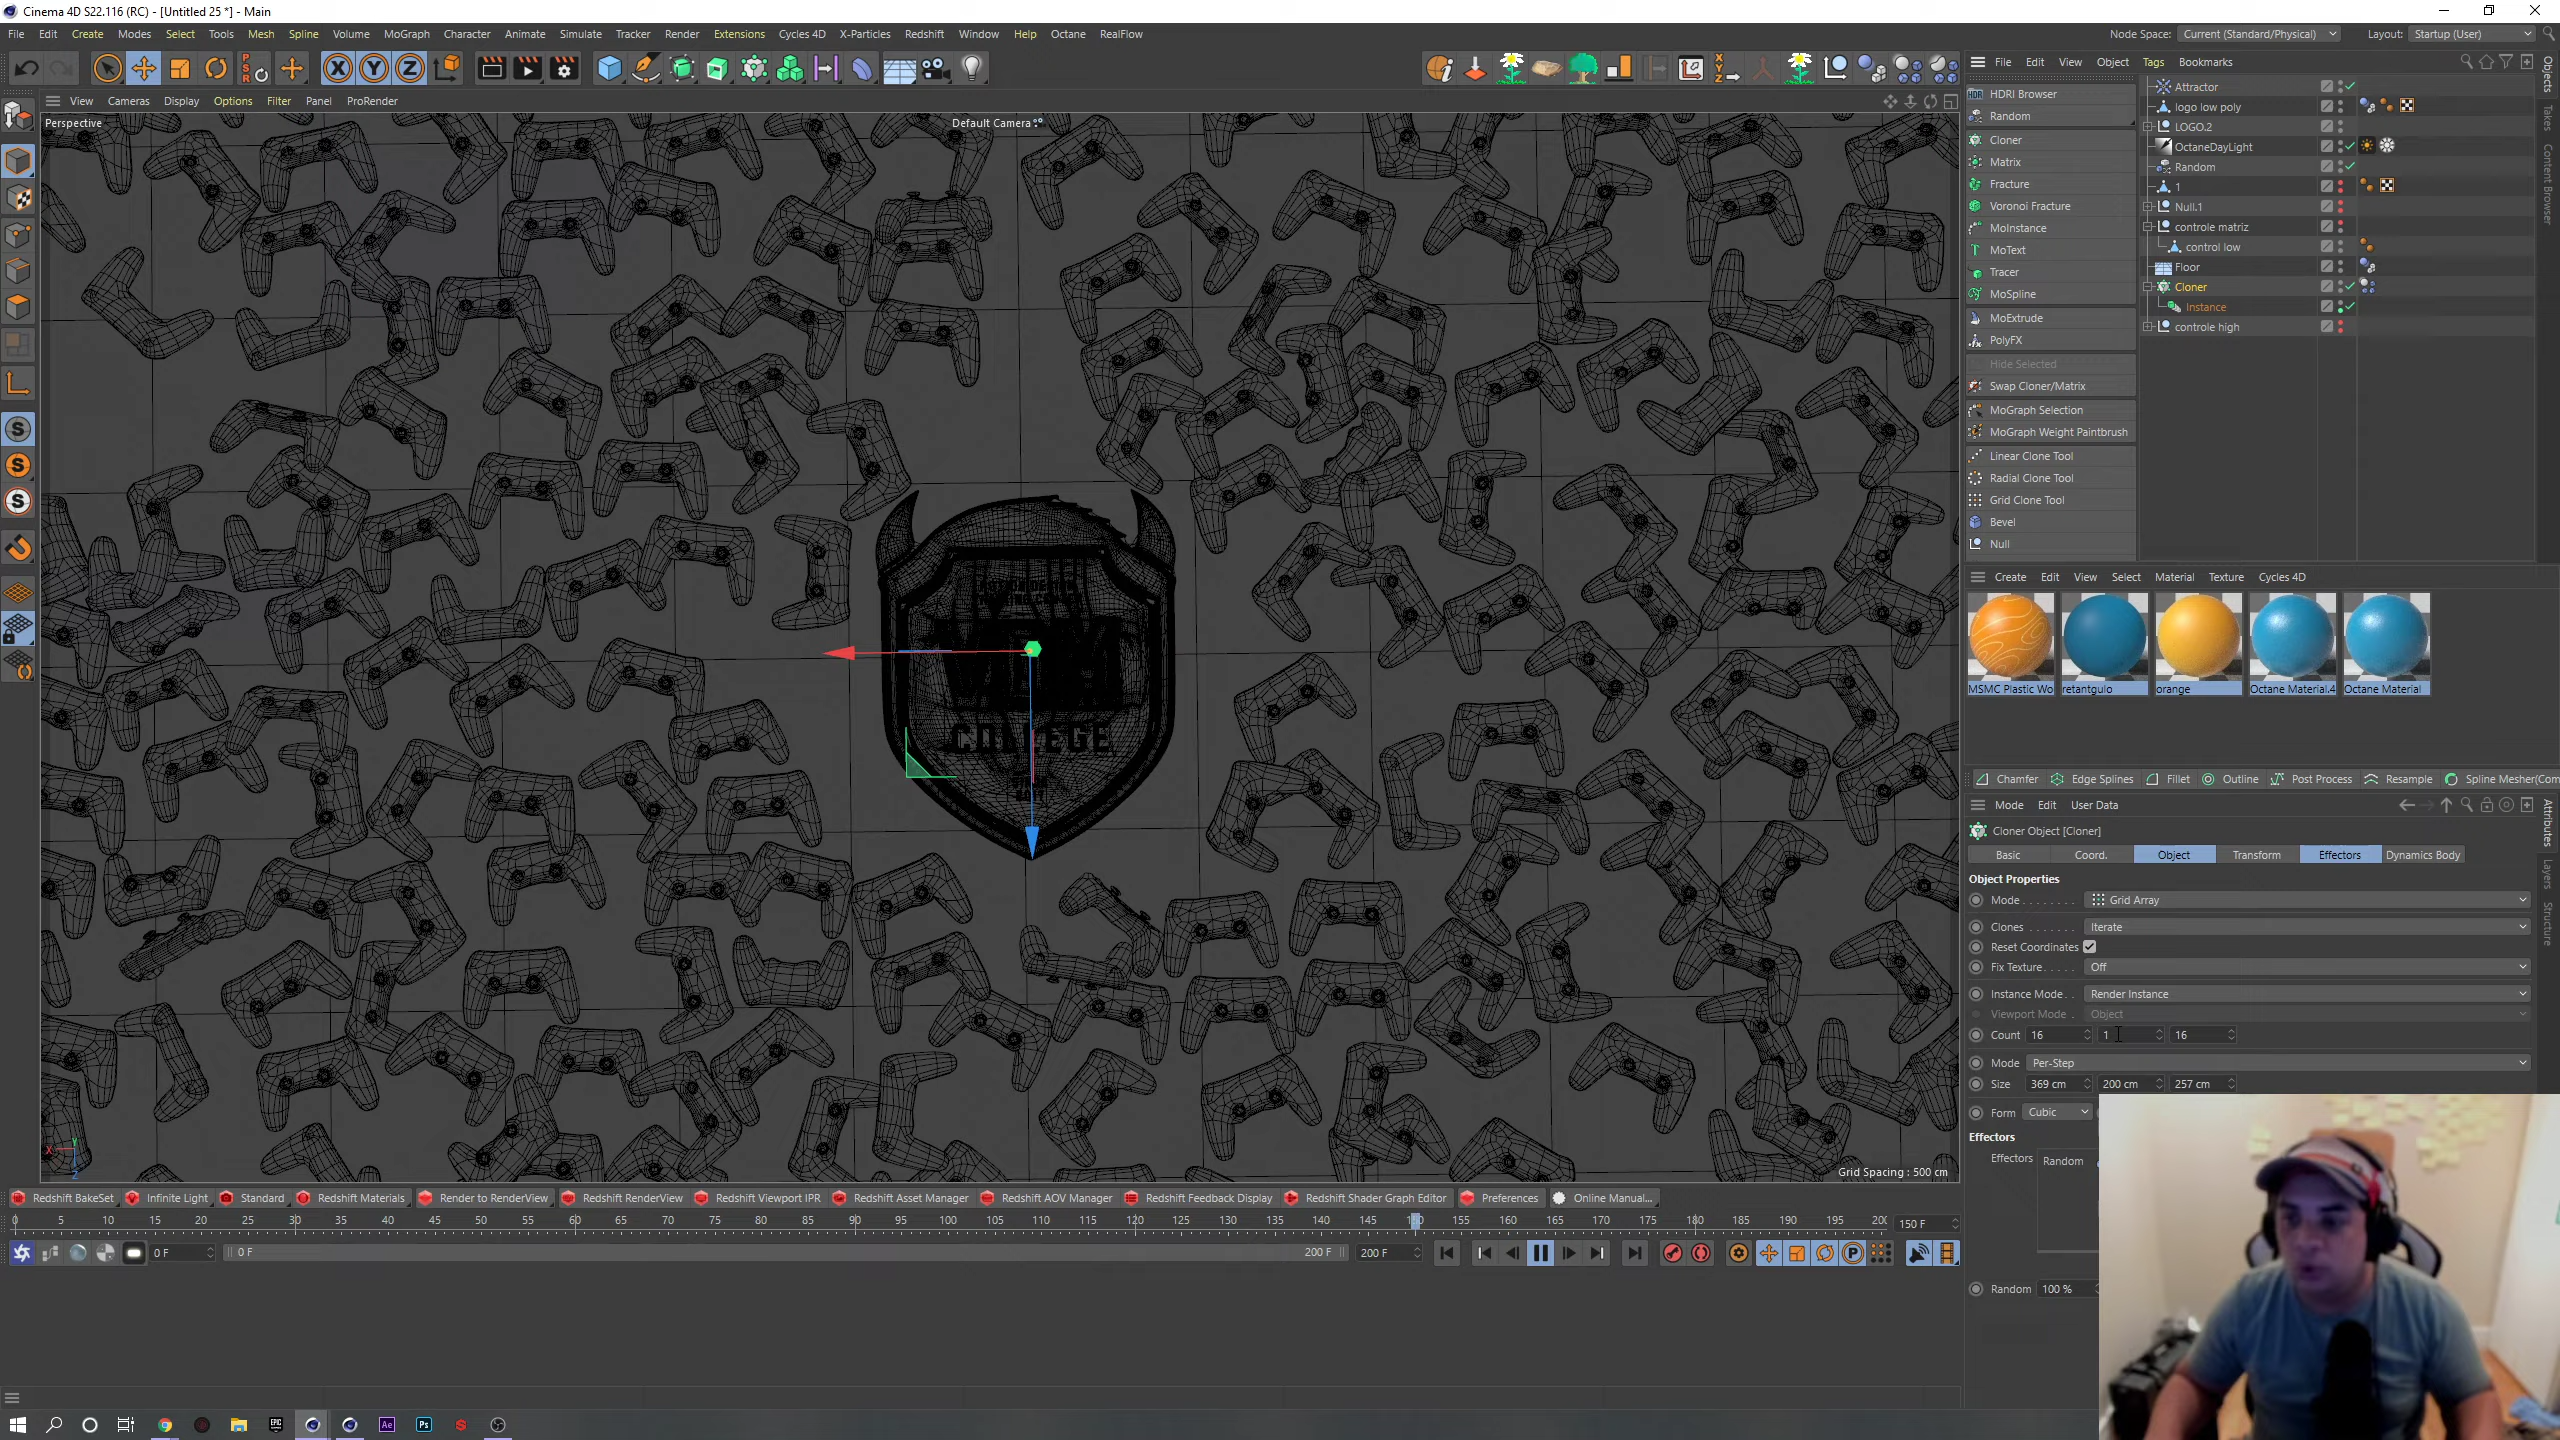 Cinema 4D S22.116 (RC) - [Untitled 25 *] - Main
File Edit Create Modes Select Tools Mesh Spline Volume MoGraph Character Animate Simulate Tracker Render Extensions Cycles 4D X-Particles Redshift Window Help Octane RealFlow
Node Space: Current (Standard/Physical) Layout: Startup (User)
PSR
X Y Z
XYZ
File Edit View Object Tags Bookmarks
View Cameras Display Options Filter Panel ProRender
Perspective
Default Camera
HDRI Browser
Random
Cloner
Matrix
Fracture
Voronoi Fracture
MoInstance
MoText
Tracer
MoSpline
MoExtrude
PolyFX
Hide Selected
Swap Cloner/Matrix
MoGraph Selection
MoGraph Weight Paintbrush
Linear Clone Tool
Radial Clone Tool
Grid Clone Tool
Bevel
Null
Attractor
logo low poly
LOGO.2
OctaneDayLight
Random
1
Null.1
controle matriz
control low
Floor
Cloner
Instance
controle high
Objects
Takes
Content Browser
COLLEGE
Create Edit View Select Material Texture Cycles 4D
MSMC Plastic Wo retantgulo orange Octane Material.4 Octane Material
Chamfer Edge Splines Fillet Outline Post Process Resample Spline Mesher(Com
Mode Edit User Data
Attributes
Layers
Structure
Cloner Object [Cloner]
Basic Coord. Object Transform Effectors Dynamics Body
Object Properties
Mode Grid Array
Clones Iterate
Reset Coordinates
Fix Texture Off
Instance Mode Render Instance
Viewport Mode Object
Count 16 1 16
Mode Per-Step
Size 369 cm 200 cm 257 cm
Form Cubic
Effectors
Effectors Random
Random 100 %
Y
X
Z
Grid Spacing : 500 cm
Redshift BakeSet Infinite Light Standard Redshift Materials Render to RenderView Redshift RenderView Redshift Viewport IPR Redshift Asset Manager Redshift AOV Manager Redshift Feedback Display Redshift Shader Graph Editor Preferences Online Manual...
0 5 10 15 20 25 30 35 40 45 50 55 60 65 70 75 80 85 90 95 100 105 110 115 120 125 130 135 140 145 150 155 160 165 170 175 180 185 190 195 200 150 F
0 F 0 F 200 F 200 F
Ae Ps